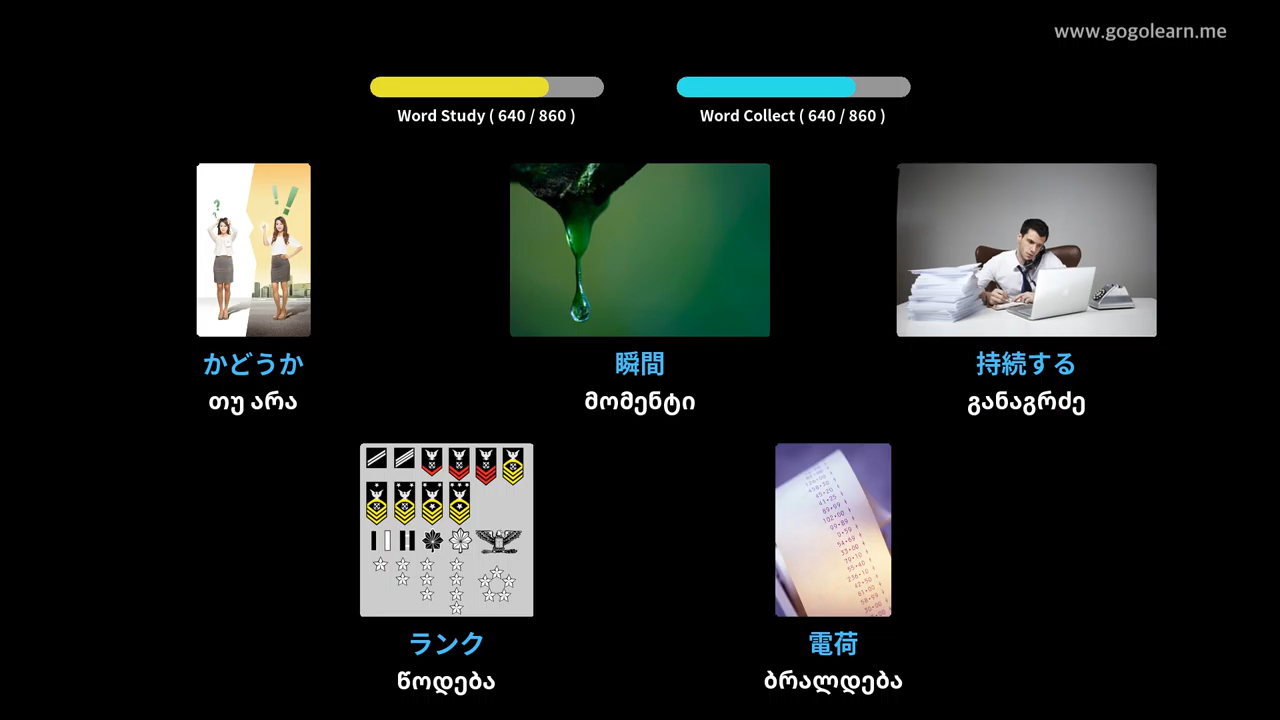 www.gogolearn.me
Word Study ( 640 / 860 )
Word Collect ( 640 / 860 )
かどうか
瞬間
持続する
თუ არა
მომენტი
განაგრძე
ランク
電荷
წოდება
ბრალდება